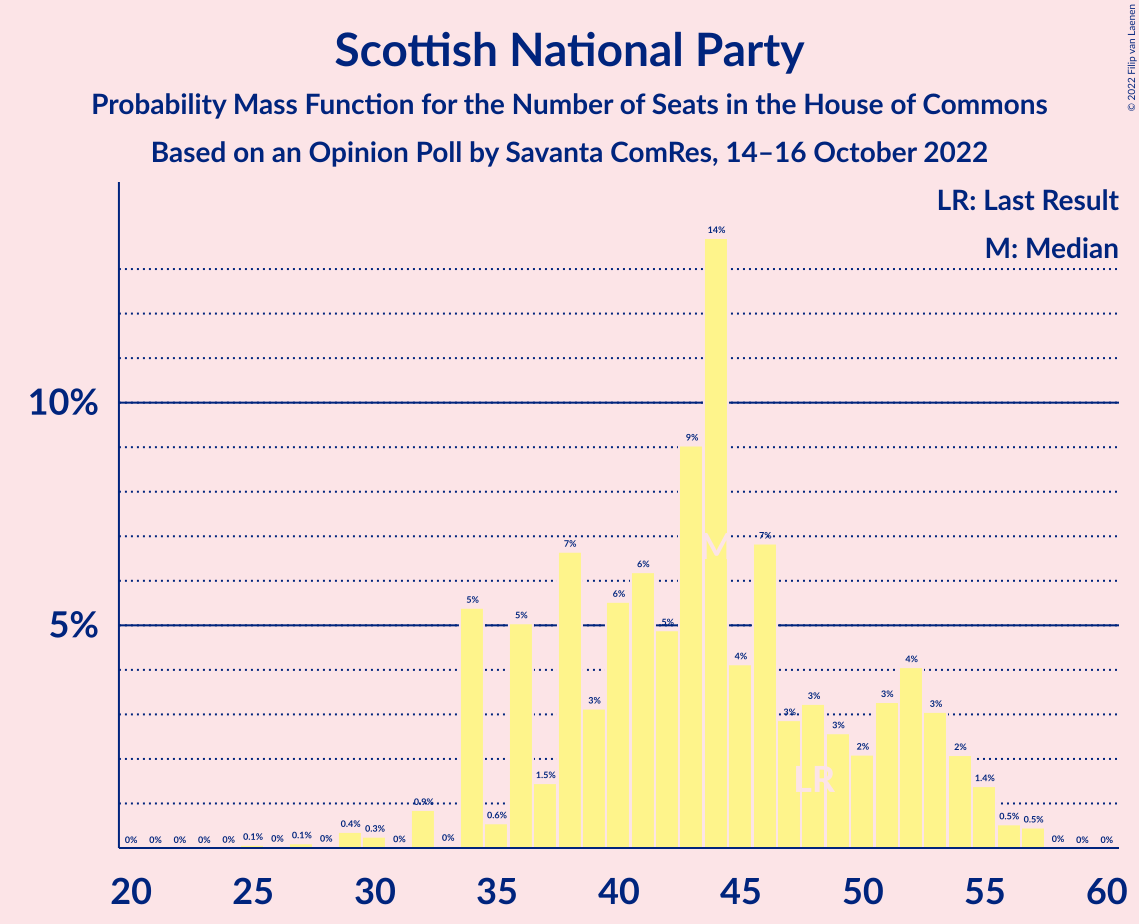 Scottish National Party
Probability Mass Function for the Number of Seats in the House of Commons
Based on an Opinion Poll by Savanta ComRes, 14–16 October 2022
© 2022 Filip van Laenen
LR: Last Result
M: Median
10%
5%
0% 0% 0% 0% 0% 0.1% 0% 0.1% 0% 0.4% 0.3% 0% 0.9% 0% 5% 0.6% 5% 1.5% 7% 3% 6% 6% 5% 9% 14% 4% 7% 3% 3% 3% 2% 3% 4% 3% 2% 1.4% 0.5% 0.5% 0% 0% 0%
M
LR
20 25 30 35 40 45 50 55 60